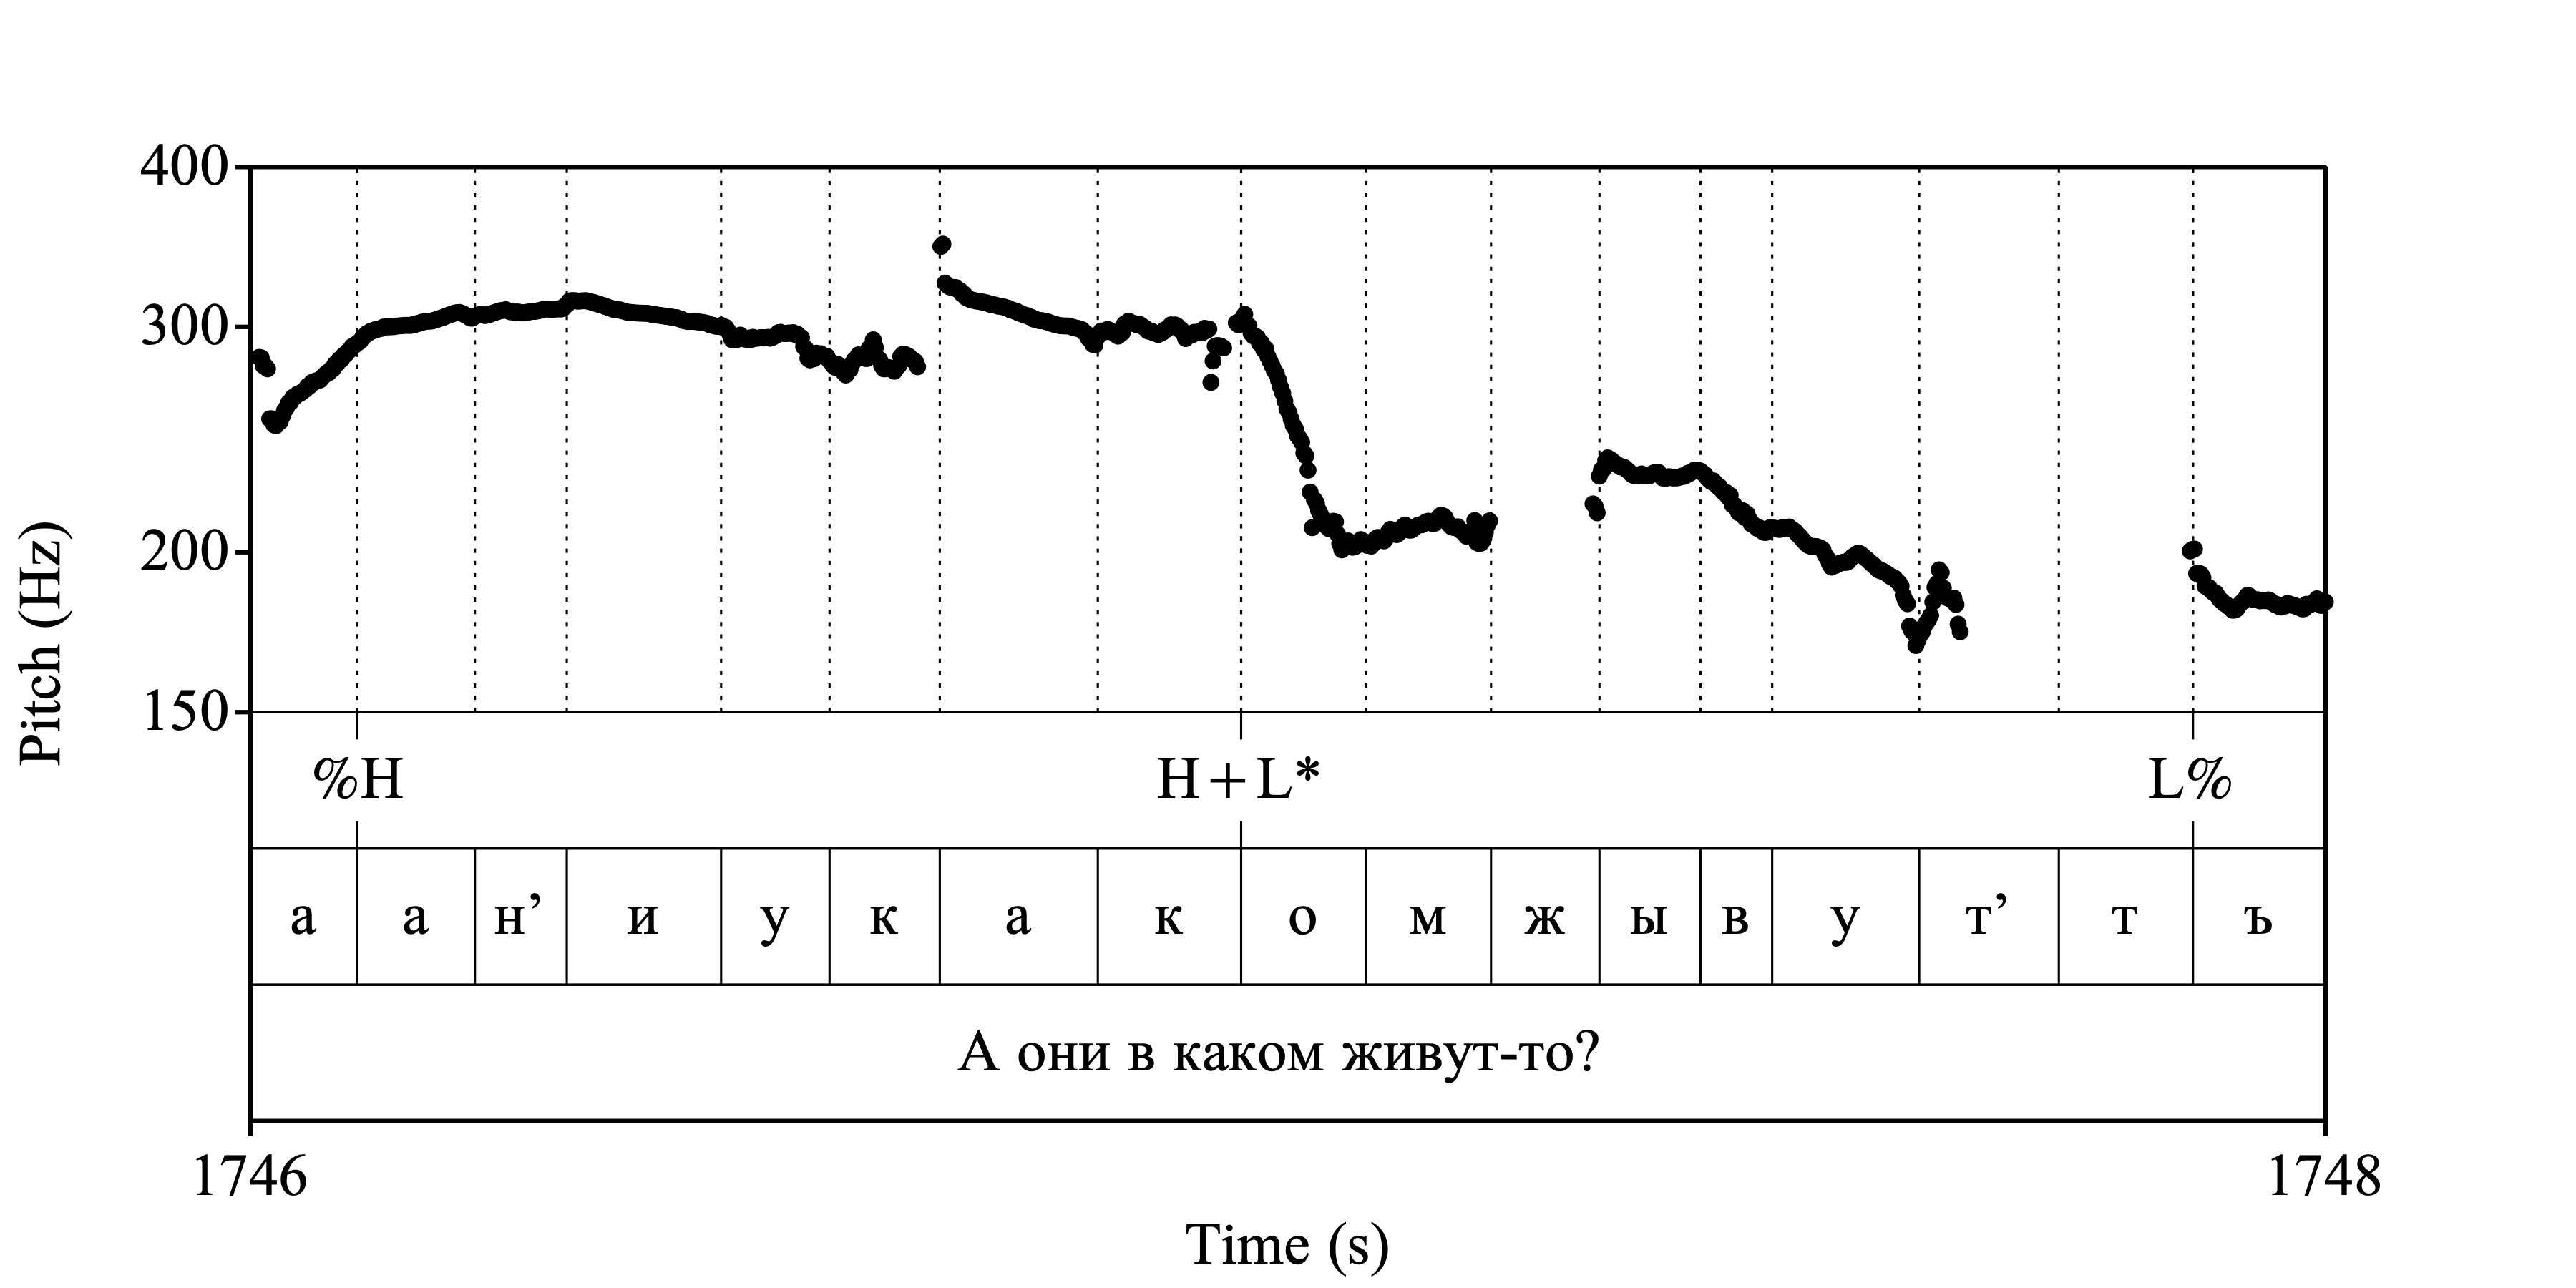 400
300
200
150
Pitch (Hz)
%H H+L* L%
а а н’ и у к а к о м ж ы в у т’ т ъ
А они в каком живут-то?
1746 1748
Time (s)